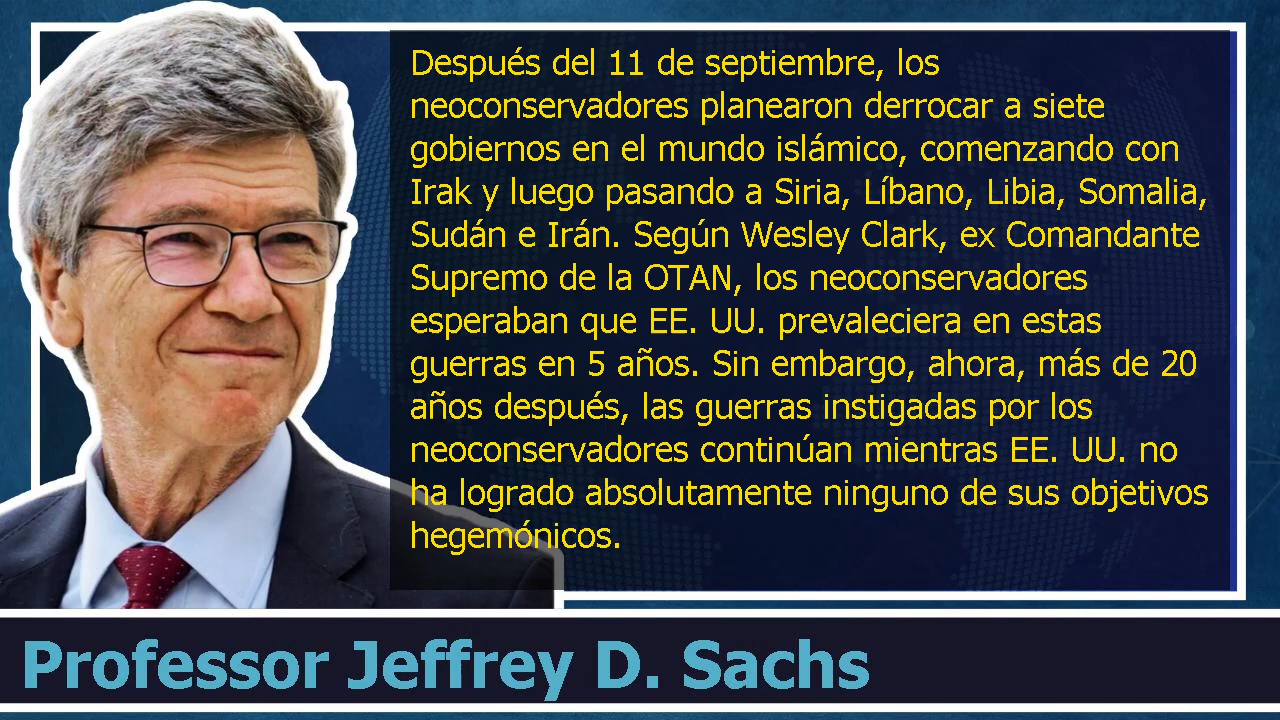 Después del 11 de septiembre, los
neoconservadores planearon derrocar a siete
gobiernos en el mundo islámico, comenzando con
Irak y luego pasando a Siria, Líbano, Libia, Somalia,
Sudán e Irán. Según Wesley Clark, ex Comandante
Supremo de la OTAN, los neoconservadores
esperaban que EE. UU. prevaleciera en estas
guerras en 5 años. Sin embargo, ahora, más de 20
años después, las guerras instigadas por los
neoconservadores continúan mientras EE. UU. no
ha logrado absolutamente ninguno de sus objetivos
hegemónicos.
Professor Jeffrey D. Sachs